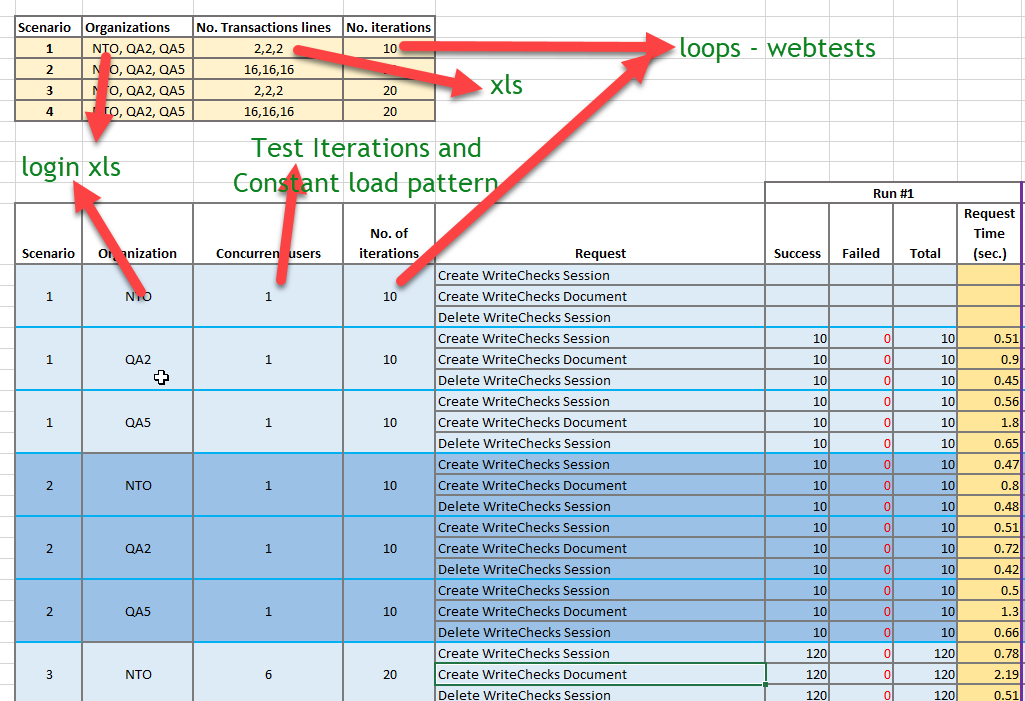 Scenario Organizations No. Transactions lines No. iterations
1 NTO, QA2, QA5 2,2,2 10
loops - webtests
2 NTO, QA2, QA5 16,16,16
xls
3 NTO, QA2, QA5 2,2,2 20
4 NTO, QA2, QA5 16,16,16 20
Test Iterations and
login xls
Constant load pattern
Run #1
Scenario Organization Concurrent users No. of iterations Request Success Failed Total Request Time (sec.)
1 NTO 1 10 Create WriteChecks Session
Create WriteChecks Document
Delete WriteChecks Session
1 QA2 1 10 Create WriteChecks Session 10 0 10 0.51
Create WriteChecks Document 10 0 10 0.9
Delete WriteChecks Session 10 0 10 0.45
1 QA5 1 10 Create WriteChecks Session 10 0 10 0.56
Create WriteChecks Document 10 0 10 1.8
Delete WriteChecks Session 10 0 10 0.65
2 NTO 1 10 Create WriteChecks Session 10 0 10 0.47
Create WriteChecks Document 10 0 10 0.8
Delete WriteChecks Session 10 0 10 0.48
2 QA2 1 10 Create WriteChecks Session 10 0 10 0.51
Create WriteChecks Document 10 0 10 0.72
Delete WriteChecks Session 10 0 10 0.42
2 QA5 1 10 Create WriteChecks Session 10 0 10 0.5
Create WriteChecks Document 10 0 10 1.3
Delete WriteChecks Session 10 0 10 0.66
3 NTO 6 20 Create WriteChecks Session 120 0 120 0.78
Create WriteChecks Document 120 0 120 2.19
Delete WriteChecks Session 120 0 120 0.51